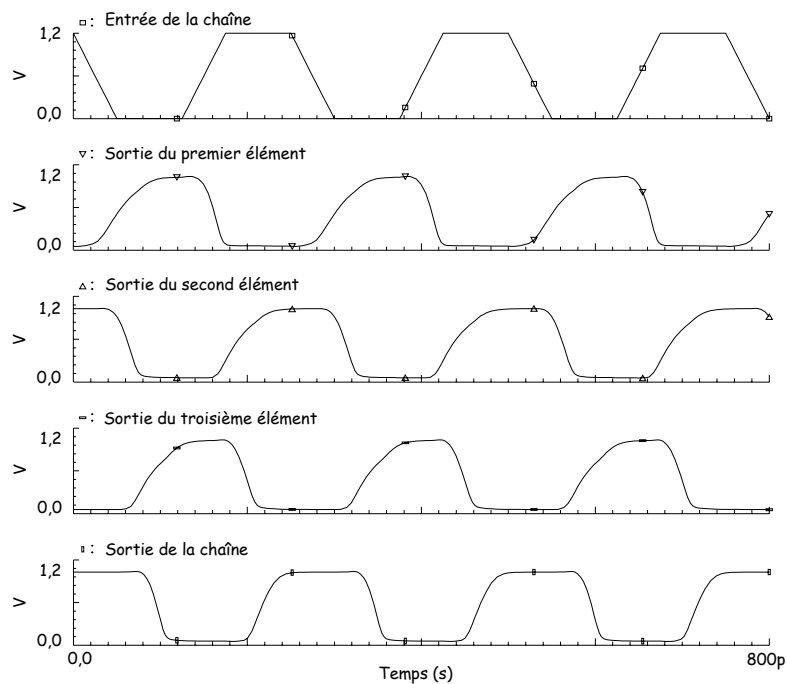 : Entrée de la chaîne
1,2
V
0,0
: Sortie du premier élément
1,2
V
0,0
: Sortie du second élément
1,2
V
0,0
: Sortie du troisième élément
1,2
V
0,0
: Sortie de la chaîne
1,2
V
0,0
0,0
800p
Temps (s)